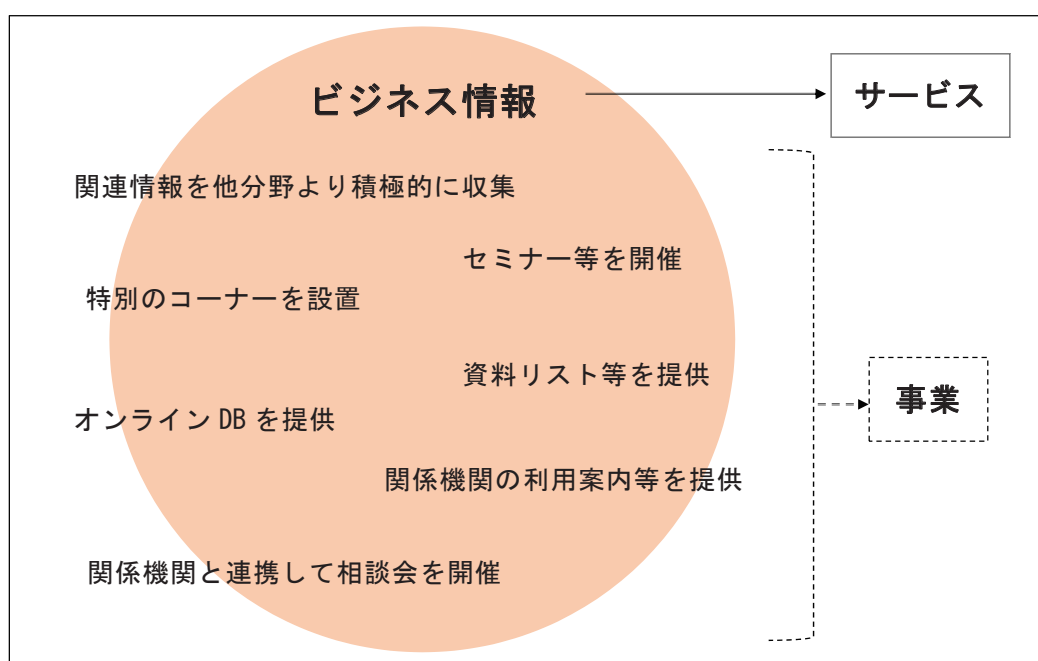 ビジネス情報
サービス
関連情報を他分野より積極的に収集
セミナー等を開催
特別のコーナーを設置
資料リスト等を提供
事業
オンライン DB を提供
関係機関の利用案内等を提供
関係機関と連携して相談会を開催